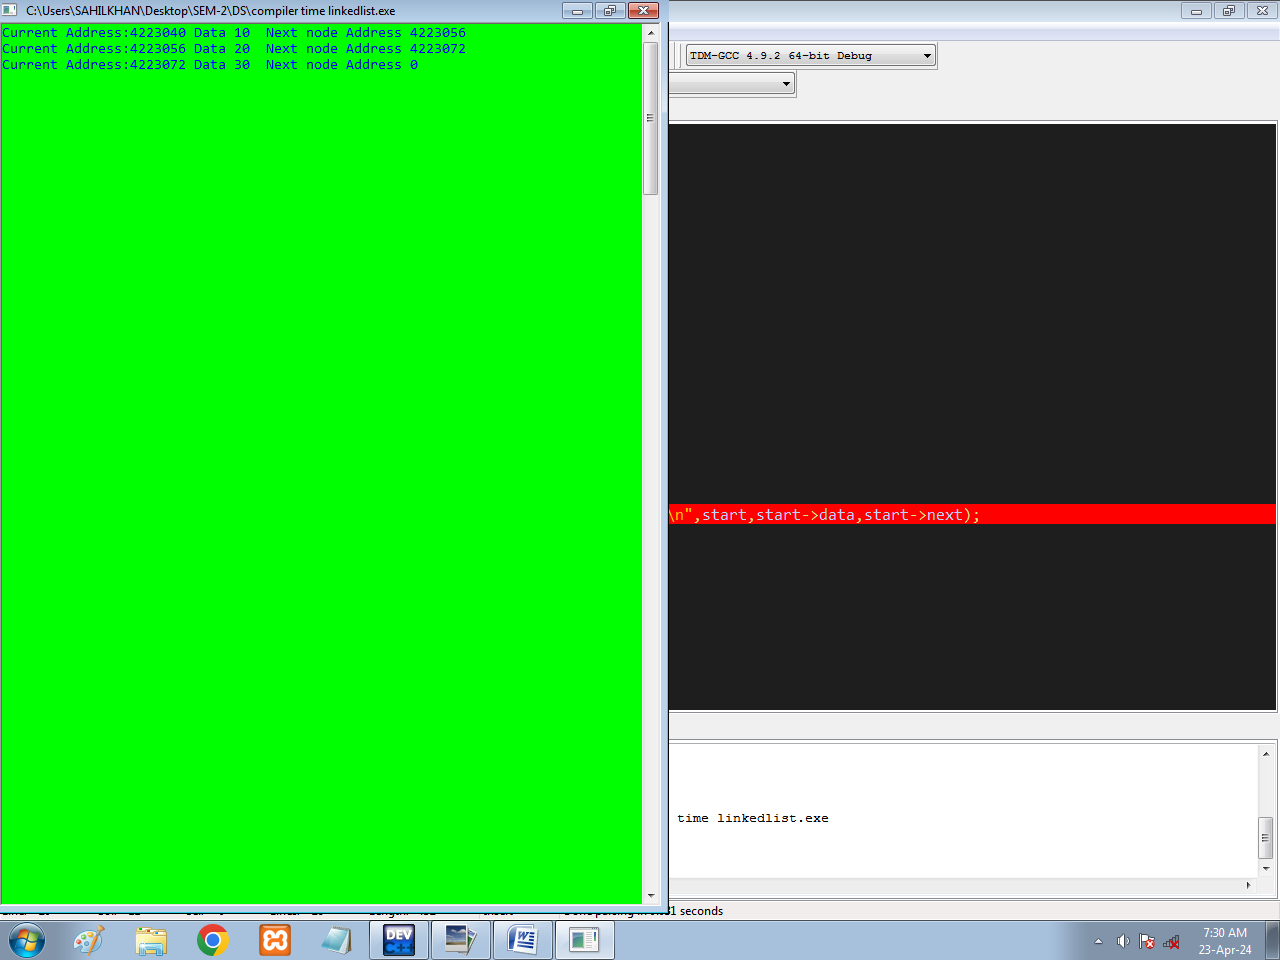 C:\Users\SAHILKHAN\Desktop\SEM-2\DS\compiler time linkedlist.exe
Current Address:4223040 Data 10  Next node Address 4223056
Current Address:4223056 Data 20  Next node Address 4223072
Current Address:4223072 Data 30  Next node Address 0
TDM-GCC 4.9.2 64-bit Debug
\n",start,start->data,start->next);
time linkedlist.exe
seconds
DEV
C++
7:30 AM
23-Apr-24